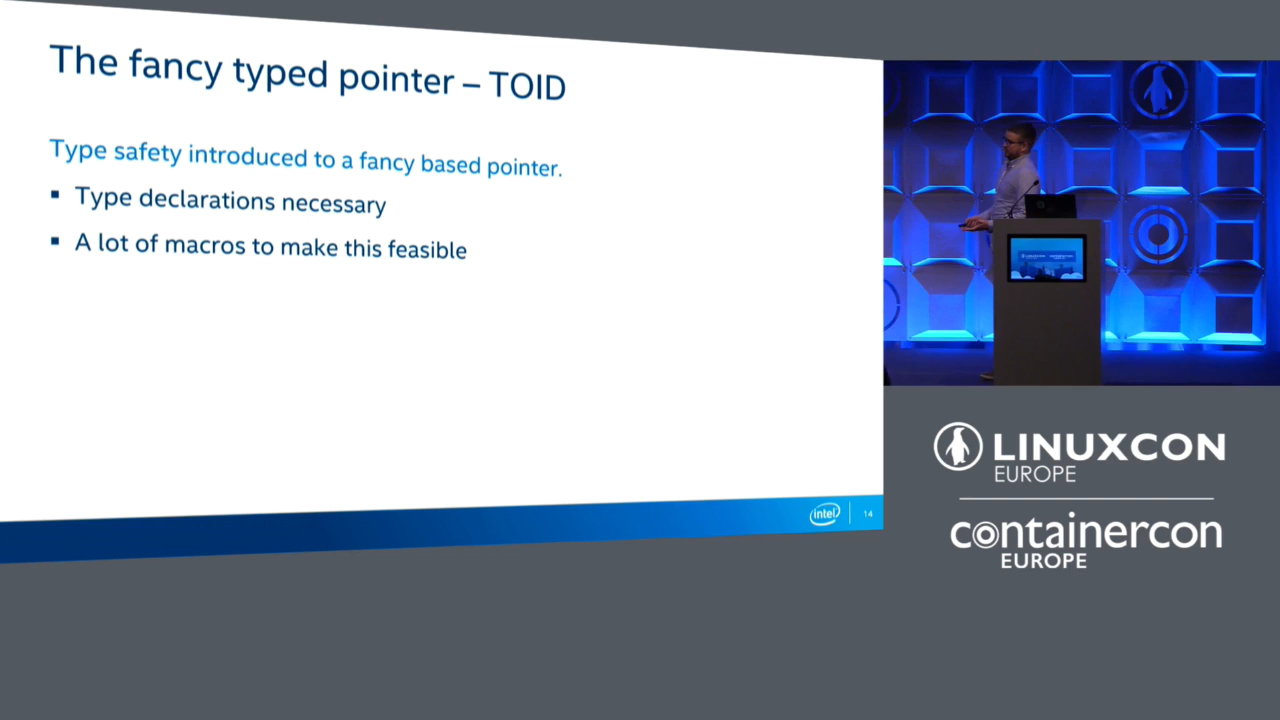 The fancy typed pointer – TOID
Type safety introduced to a fancy based pointer.
▪ Type declarations necessary
▪ A lot of macros to make this feasible
intel
14
LINUXCON
EUROPE
containercon
EUROPE